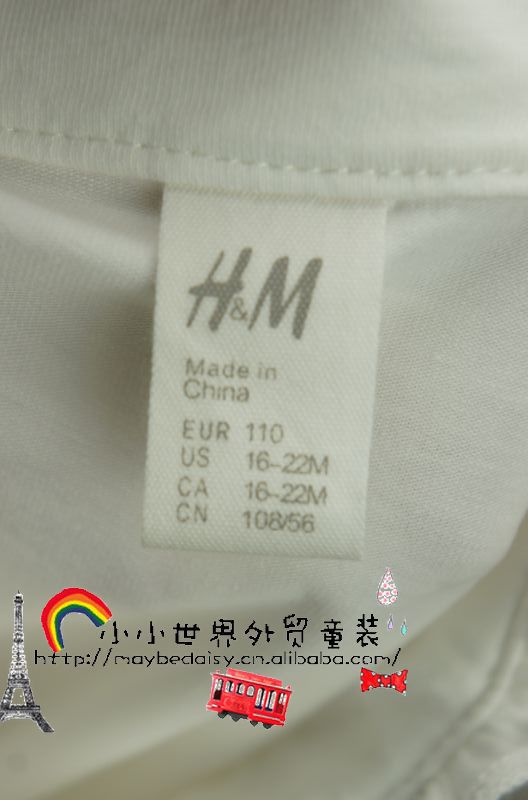 H&M
Made in
China
EUR 110
US 16-22M
CA 16-22M
CN 108/56
小小世界外贸童装
http://maybedaisy.cn.alibaba.com/